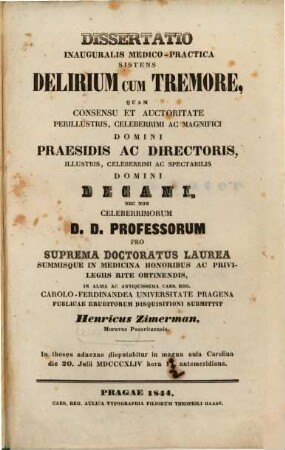 DISSERTATIO
INAUGURALIS MEDICO-PRACTICA
SISTENS
DELIRIUM CUM TREMORE,
QUAM
CONSENSU ET AUCTORITATE
PERILLUSTRIS, CELEBERRIMI AC MAGNIFICI
DOMINI
PRAESIDIS AC DIRECTORIS,
ILLUSTRIS, CELEBERRIMI AC SPECTABILIS
DOMINI
DECANI,
NEC NON
CELEBERRIMORUM
D. D. PROFESSORUM
PRO
SUPREMA DOCTORATUS LAUREA
SUMMISQUE IN MEDICINA HONORIBUS AC PRIVI-
LEGIIS RITE OBTINENDIS,
IN ALMA AC ANTIQUISSIMA CAES. REG.
CAROLO-FERDINANDEA UNIVERSITATE PRAGENA
PUBLICAE ERUDITORUM DISQUISITIONI SUBMITTIT
Henricus Zimerman,
Moravus Posoritzensis.
In theses adnexas disputabitur in magna aula Carolina
die 20. Julii MDCCCXLIV hora antemeridiana.
PRAGAE 1844.
CAES. REG. AULICA TYPOGRAPHIA FILIORUM THEOPHILI HAASE.